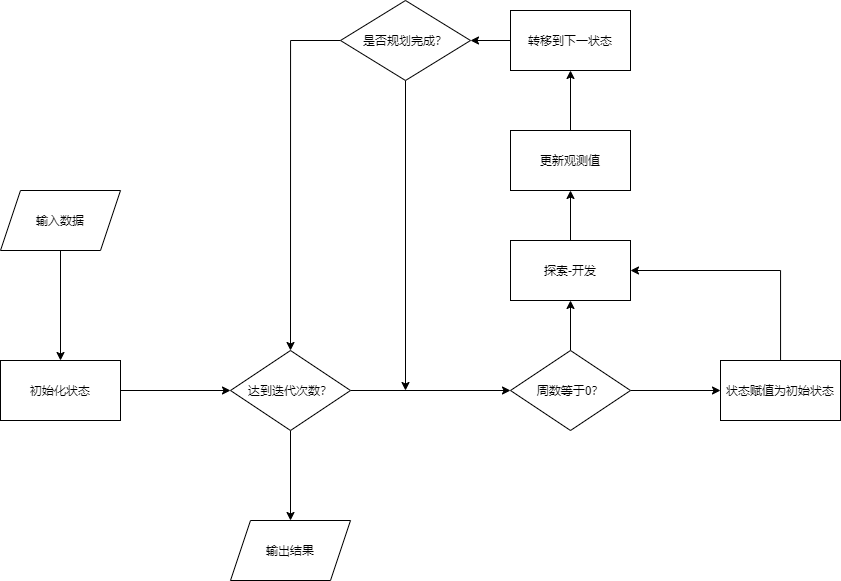 是否规划完成？
转移到下一状态
更新观测值
输入数据
探索-开发
初始化状态
达到迭代次数？
周数等于0？
状态赋值为初始状态
输出结果